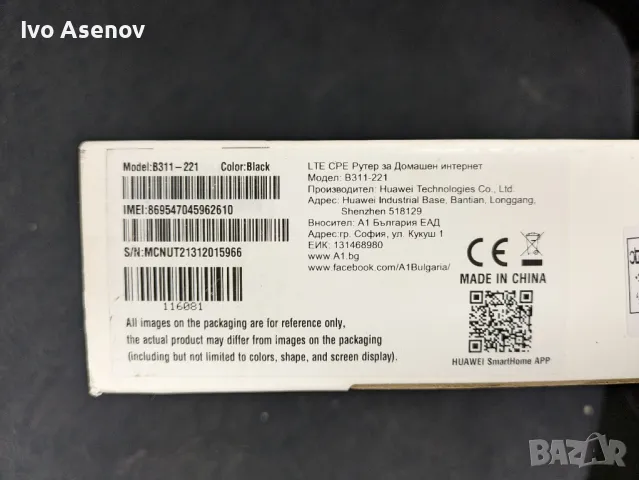 Ivo Asenov
Model:B311-221 Color:Black
IMEI:869547045962610
S/N:MCNUT21312015966
116081
All images on the packaging are for reference only,
the actual product may differ from images on the packaging
(including but not limited to colors, shape, and screen display).
LTE CPE Рутер за Домашен интернет
Модел: B311-221
Производител: Huawei Technologies Co., Ltd.
Адрес: Huawei Industrial Base, Bantian, Longgang,
Shenzhen 518129
Вносител: А1 България ЕАД
Адрес:гр. София, ул. Кукуш 1
ЕИК: 131468980
www.A1.bg
www.facebook.com/A1Bulgaria/
CE
MADE IN CHINA
HUAWEI SmartHome APP
BAZAR